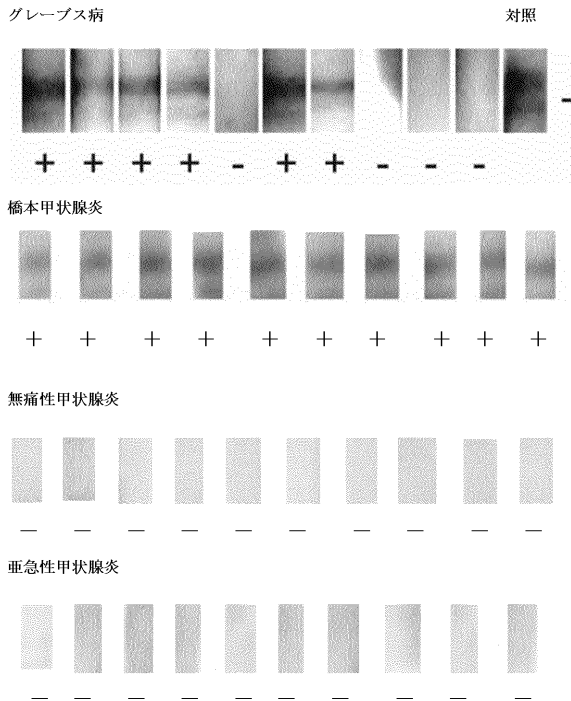 グレーブス病 対照
+ + + + - + + - - - -
橋本甲状腺炎
+ + + + + + + + + +
無痛性甲状腺炎
— — — — — — — — — —
亜急性甲状腺炎
— — — — — — — — — —